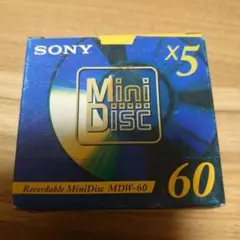 SONY
X5
Mini
Disc
Recordable MiniDisc MDW-60
60